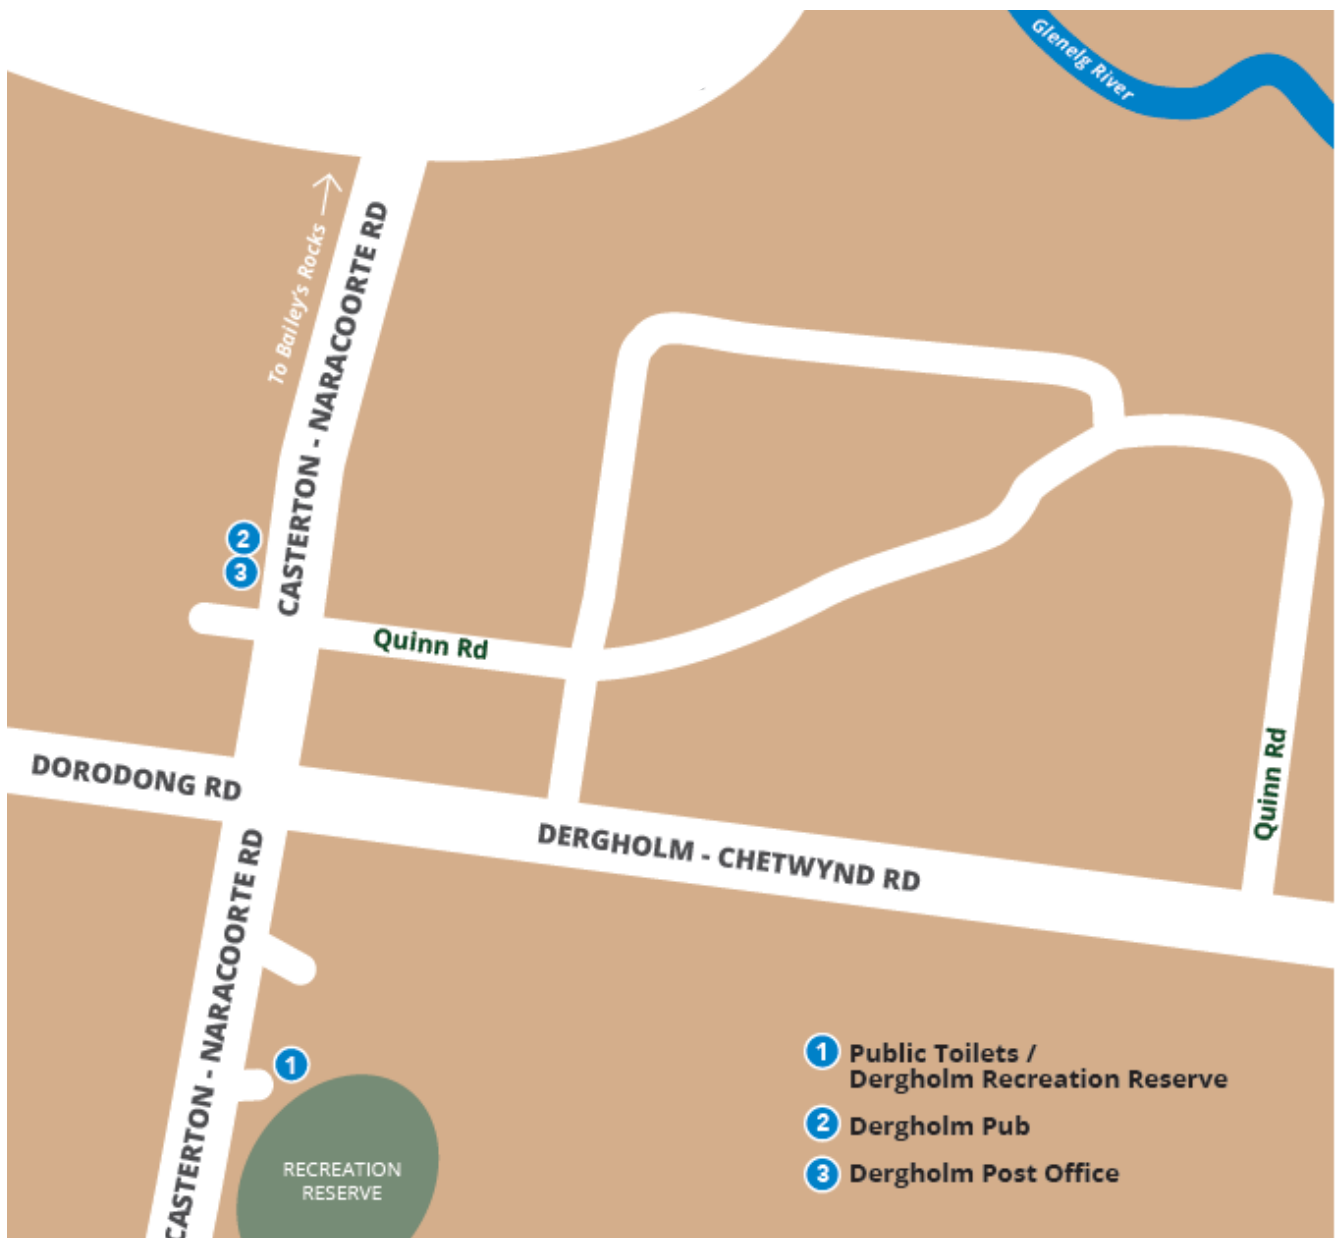 Glenelg River
To Bailey's Rocks
CASTERTON - NARACOORTE RD
2
3
Quinn Rd
Quinn Rd
DORODONG RD
DERGHOLM - CHETWYND RD
CASTERTON - NARACOORTE RD
1
RECREATION
RESERVE
1 Public Toilets /
Dergholm Recreation Reserve
2 Dergholm Pub
3 Dergholm Post Office